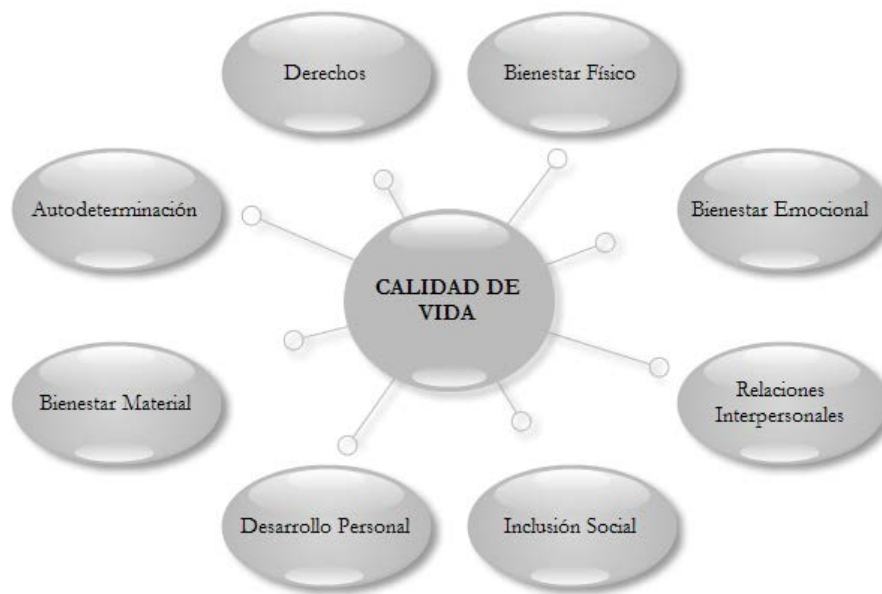 Derechos
Bienestar Físico
Autodeterminación
Bienestar Emocional
CALIDAD DE
VIDA
Bienestar Material
Relaciones
Interpersonales
Desarrollo Personal
Inclusión Social